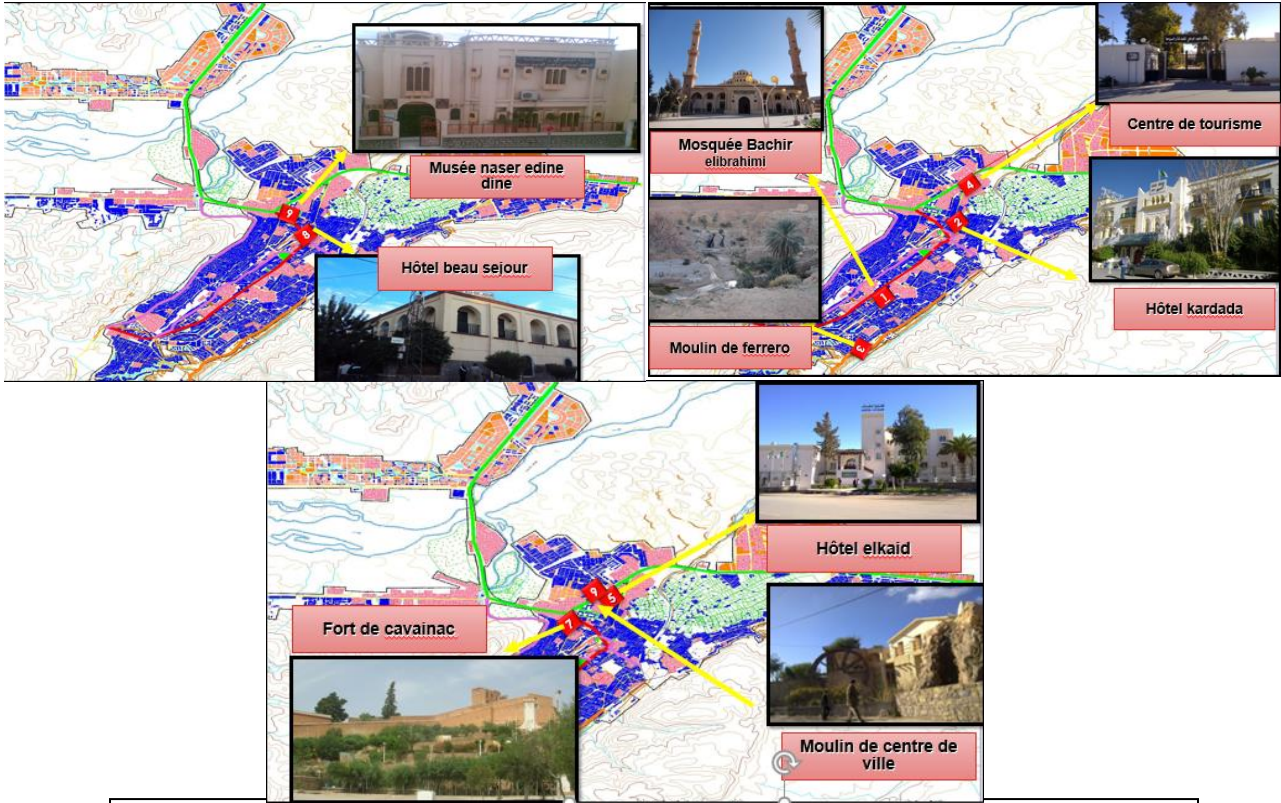 Musée naser edine
dine
9
8
Hôtel beau sejour
Mosquée Bachir
elibrahimi
Centre de tourisme
4
2
1
3
Moulin de ferrero
Hôtel kardada
Hôtel elkaid
9
5
7
Fort de cavainac
Moulin de centre de
ville